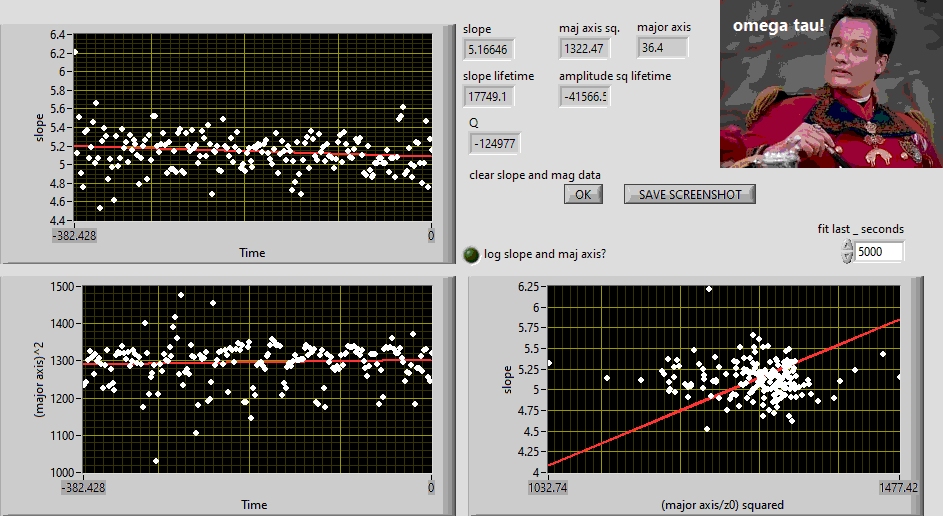 omega tau!
slope
maj axis sq.
major axis
5.16646
1322.47
36.4
slope lifetime
amplitude sq lifetime
17749.1
-41566.5
Q
-124977
clear slope and mag data
OK
SAVE SCREENSHOT
log slope and maj axis?
fit last _ seconds
5000
slope
6.4
6.2
6
5.8
5.6
5.4
5.2
5
4.8
4.6
4.4
-382.428
0
Time
(major axis)^2
1500
1400
1300
1200
1100
1000
-382.428
0
Time
slope
6.25
6
5.75
5.5
5.25
5
4.75
4.5
4.25
4
1032.74
1477.42
(major axis/z0) squared